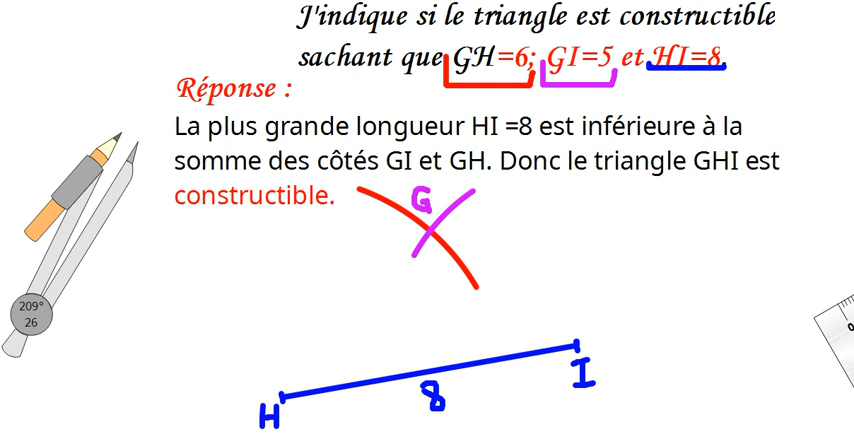 J'indique si le triangle est constructible
sachant que GH=6; GI=5 et HI=8.
Réponse :
La plus grande longueur HI =8 est inférieure à la
somme des côtés GI et GH. Donc le triangle GHI est
constructible.
G
209°
26
0
I
8
H